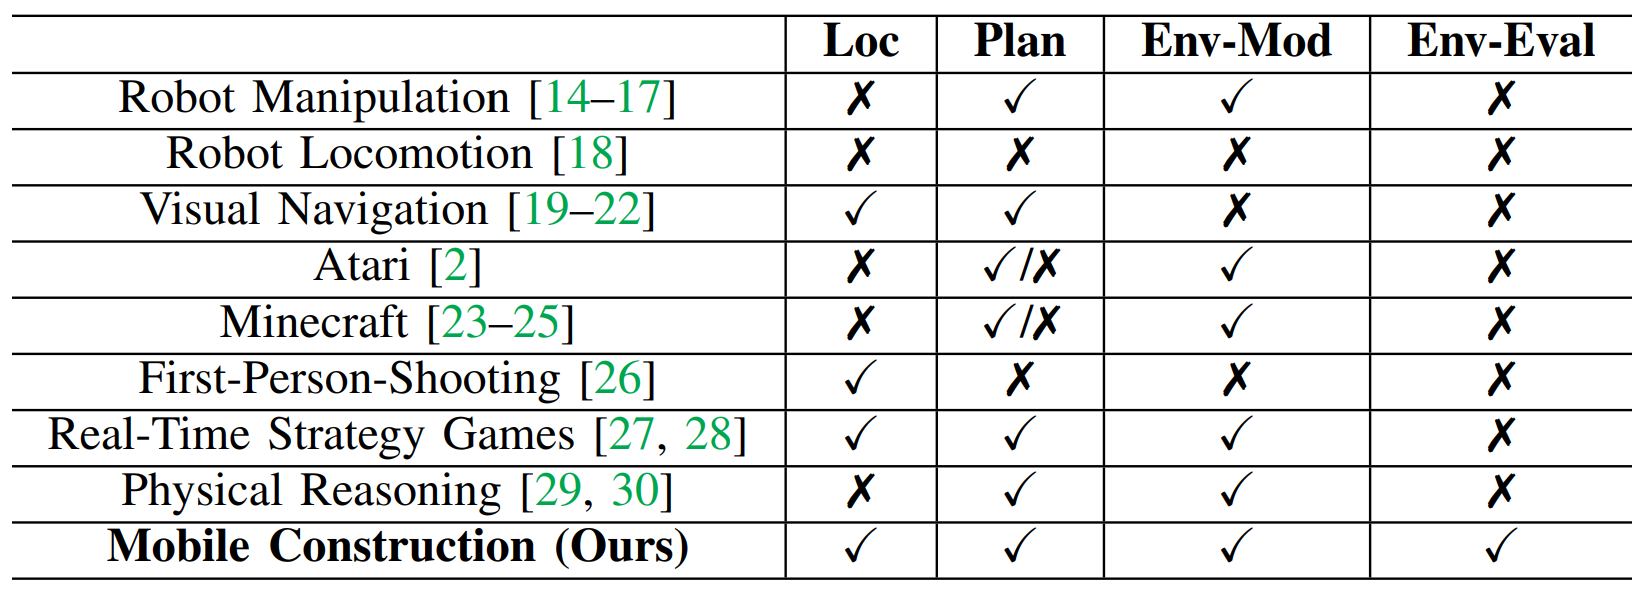 Loc Plan Env-Mod Env-Eval
Robot Manipulation [14–17] ✗ ✓ ✓ ✗
Robot Locomotion [18] ✗ ✗ ✗ ✗
Visual Navigation [19–22] ✓ ✓ ✗ ✗
Atari [2] ✗ ✓/✗ ✓ ✗
Minecraft [23–25] ✗ ✓/✗ ✓ ✗
First-Person-Shooting [26] ✓ ✗ ✗ ✗
Real-Time Strategy Games [27, 28] ✓ ✓ ✓ ✗
Physical Reasoning [29, 30] ✗ ✓ ✓ ✗
Mobile Construction (Ours) ✓ ✓ ✓ ✓